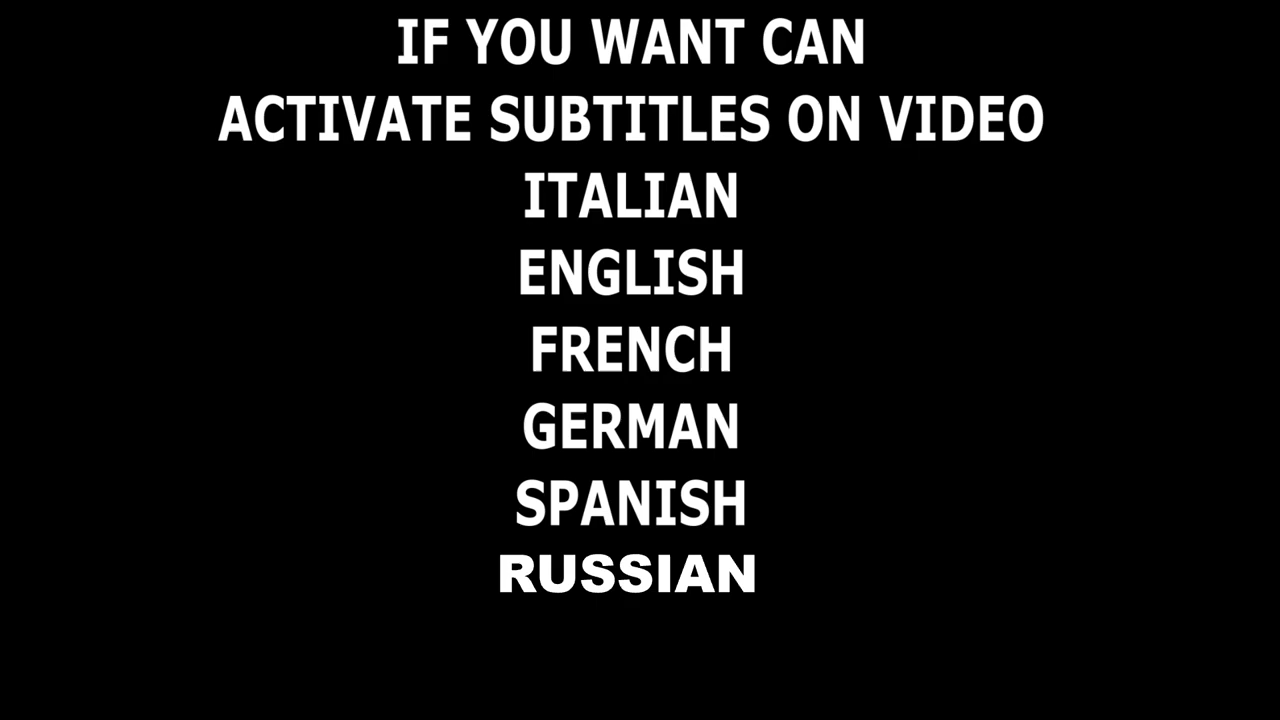 IF YOU WANT CAN
ACTIVATE SUBTITLES ON VIDEO
ITALIAN
ENGLISH
FRENCH
GERMAN
SPANISH
RUSSIAN